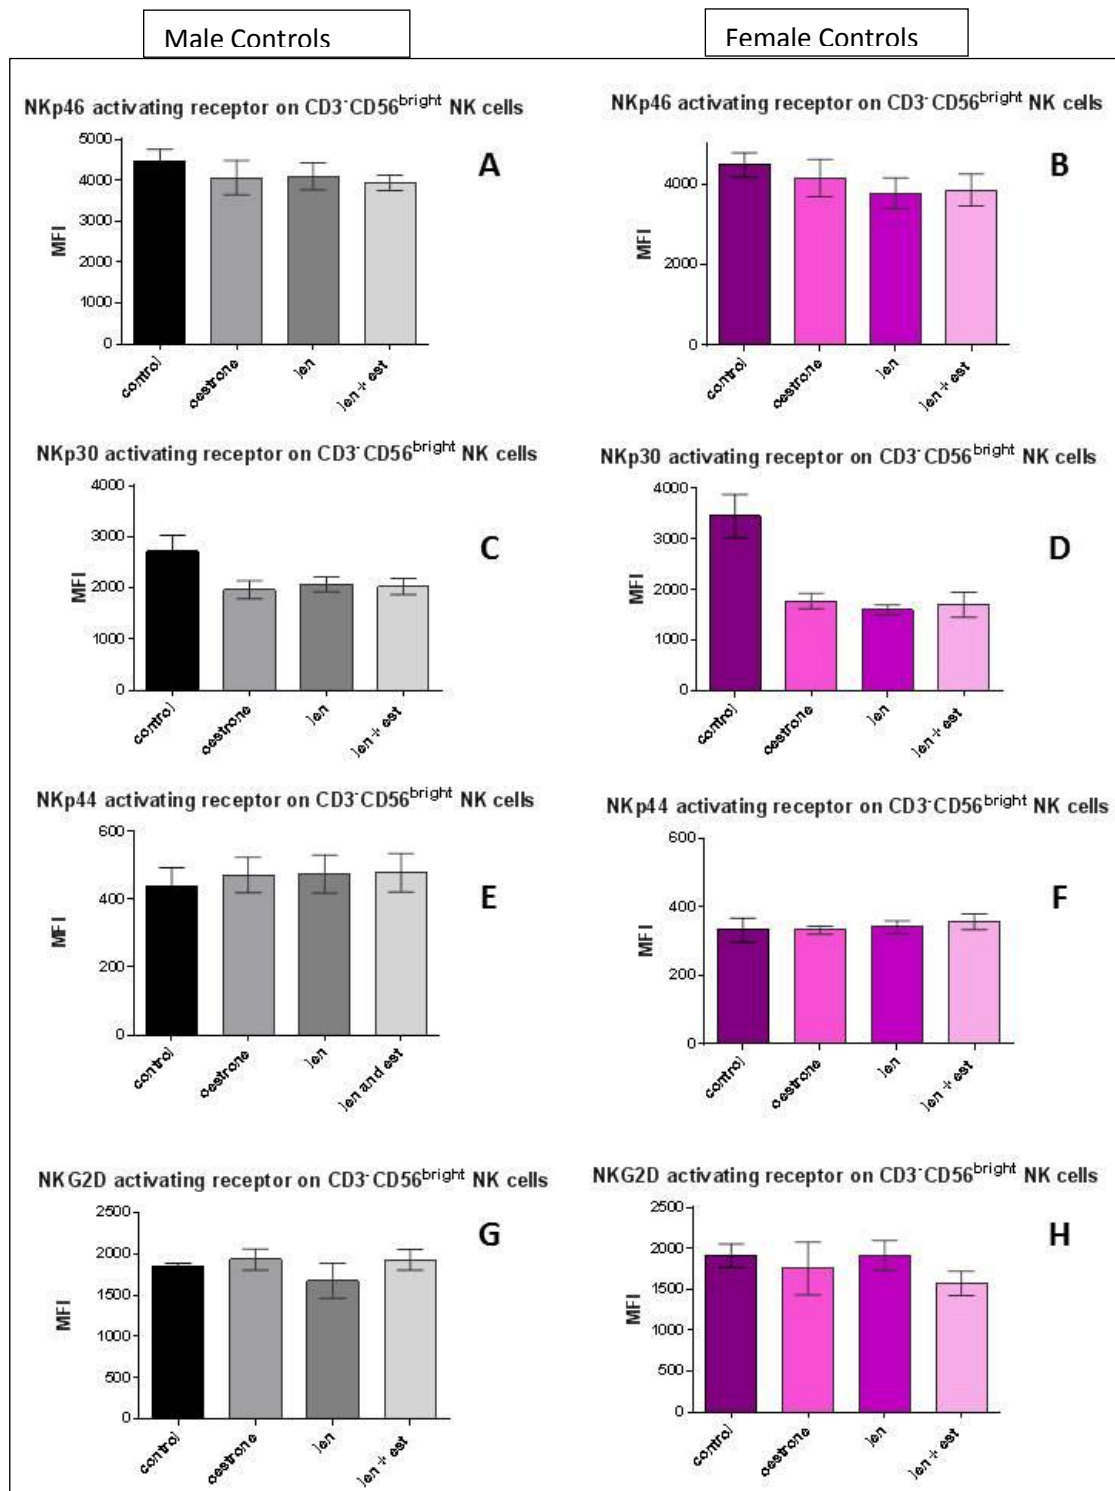 Male Controls
Female Controls
NKp46 activating receptor on CD3-CD56bright NK cells
5000
4000
3000
2000
1000
0
MFI
A
control
oestrone
len
len + est
NKp46 activating receptor on CD3-CD56bright NK cells
4000
2000
0
MFI
B
control
oestrone
len
len + est
NKp30 activating receptor on CD3-CD56bright NK cells
4000
3000
2000
1000
0
MFI
C
control
oestrone
len
len + est
NKp30 activating receptor on CD3-CD56bright NK cells
4000
3000
2000
1000
0
MFI
D
control
oestrone
len
len + est
NKp44 activating receptor on CD3-CD56bright NK cells
600
400
200
0
MFI
E
control
oestrone
len
len and est
NKp44 activating receptor on CD3-CD56bright NK cells
600
400
200
0
MFI
F
control
oestrone
len
len + est
NKG2D activating receptor on CD3-CD56bright NK cells
2500
2000
1500
1000
500
0
MFI
G
control
oestrone
len
len + est
NKG2D activating receptor on CD3-CD56bright NK cells
2500
2000
1500
1000
500
0
MFI
H
control
oestrone
len
len + est